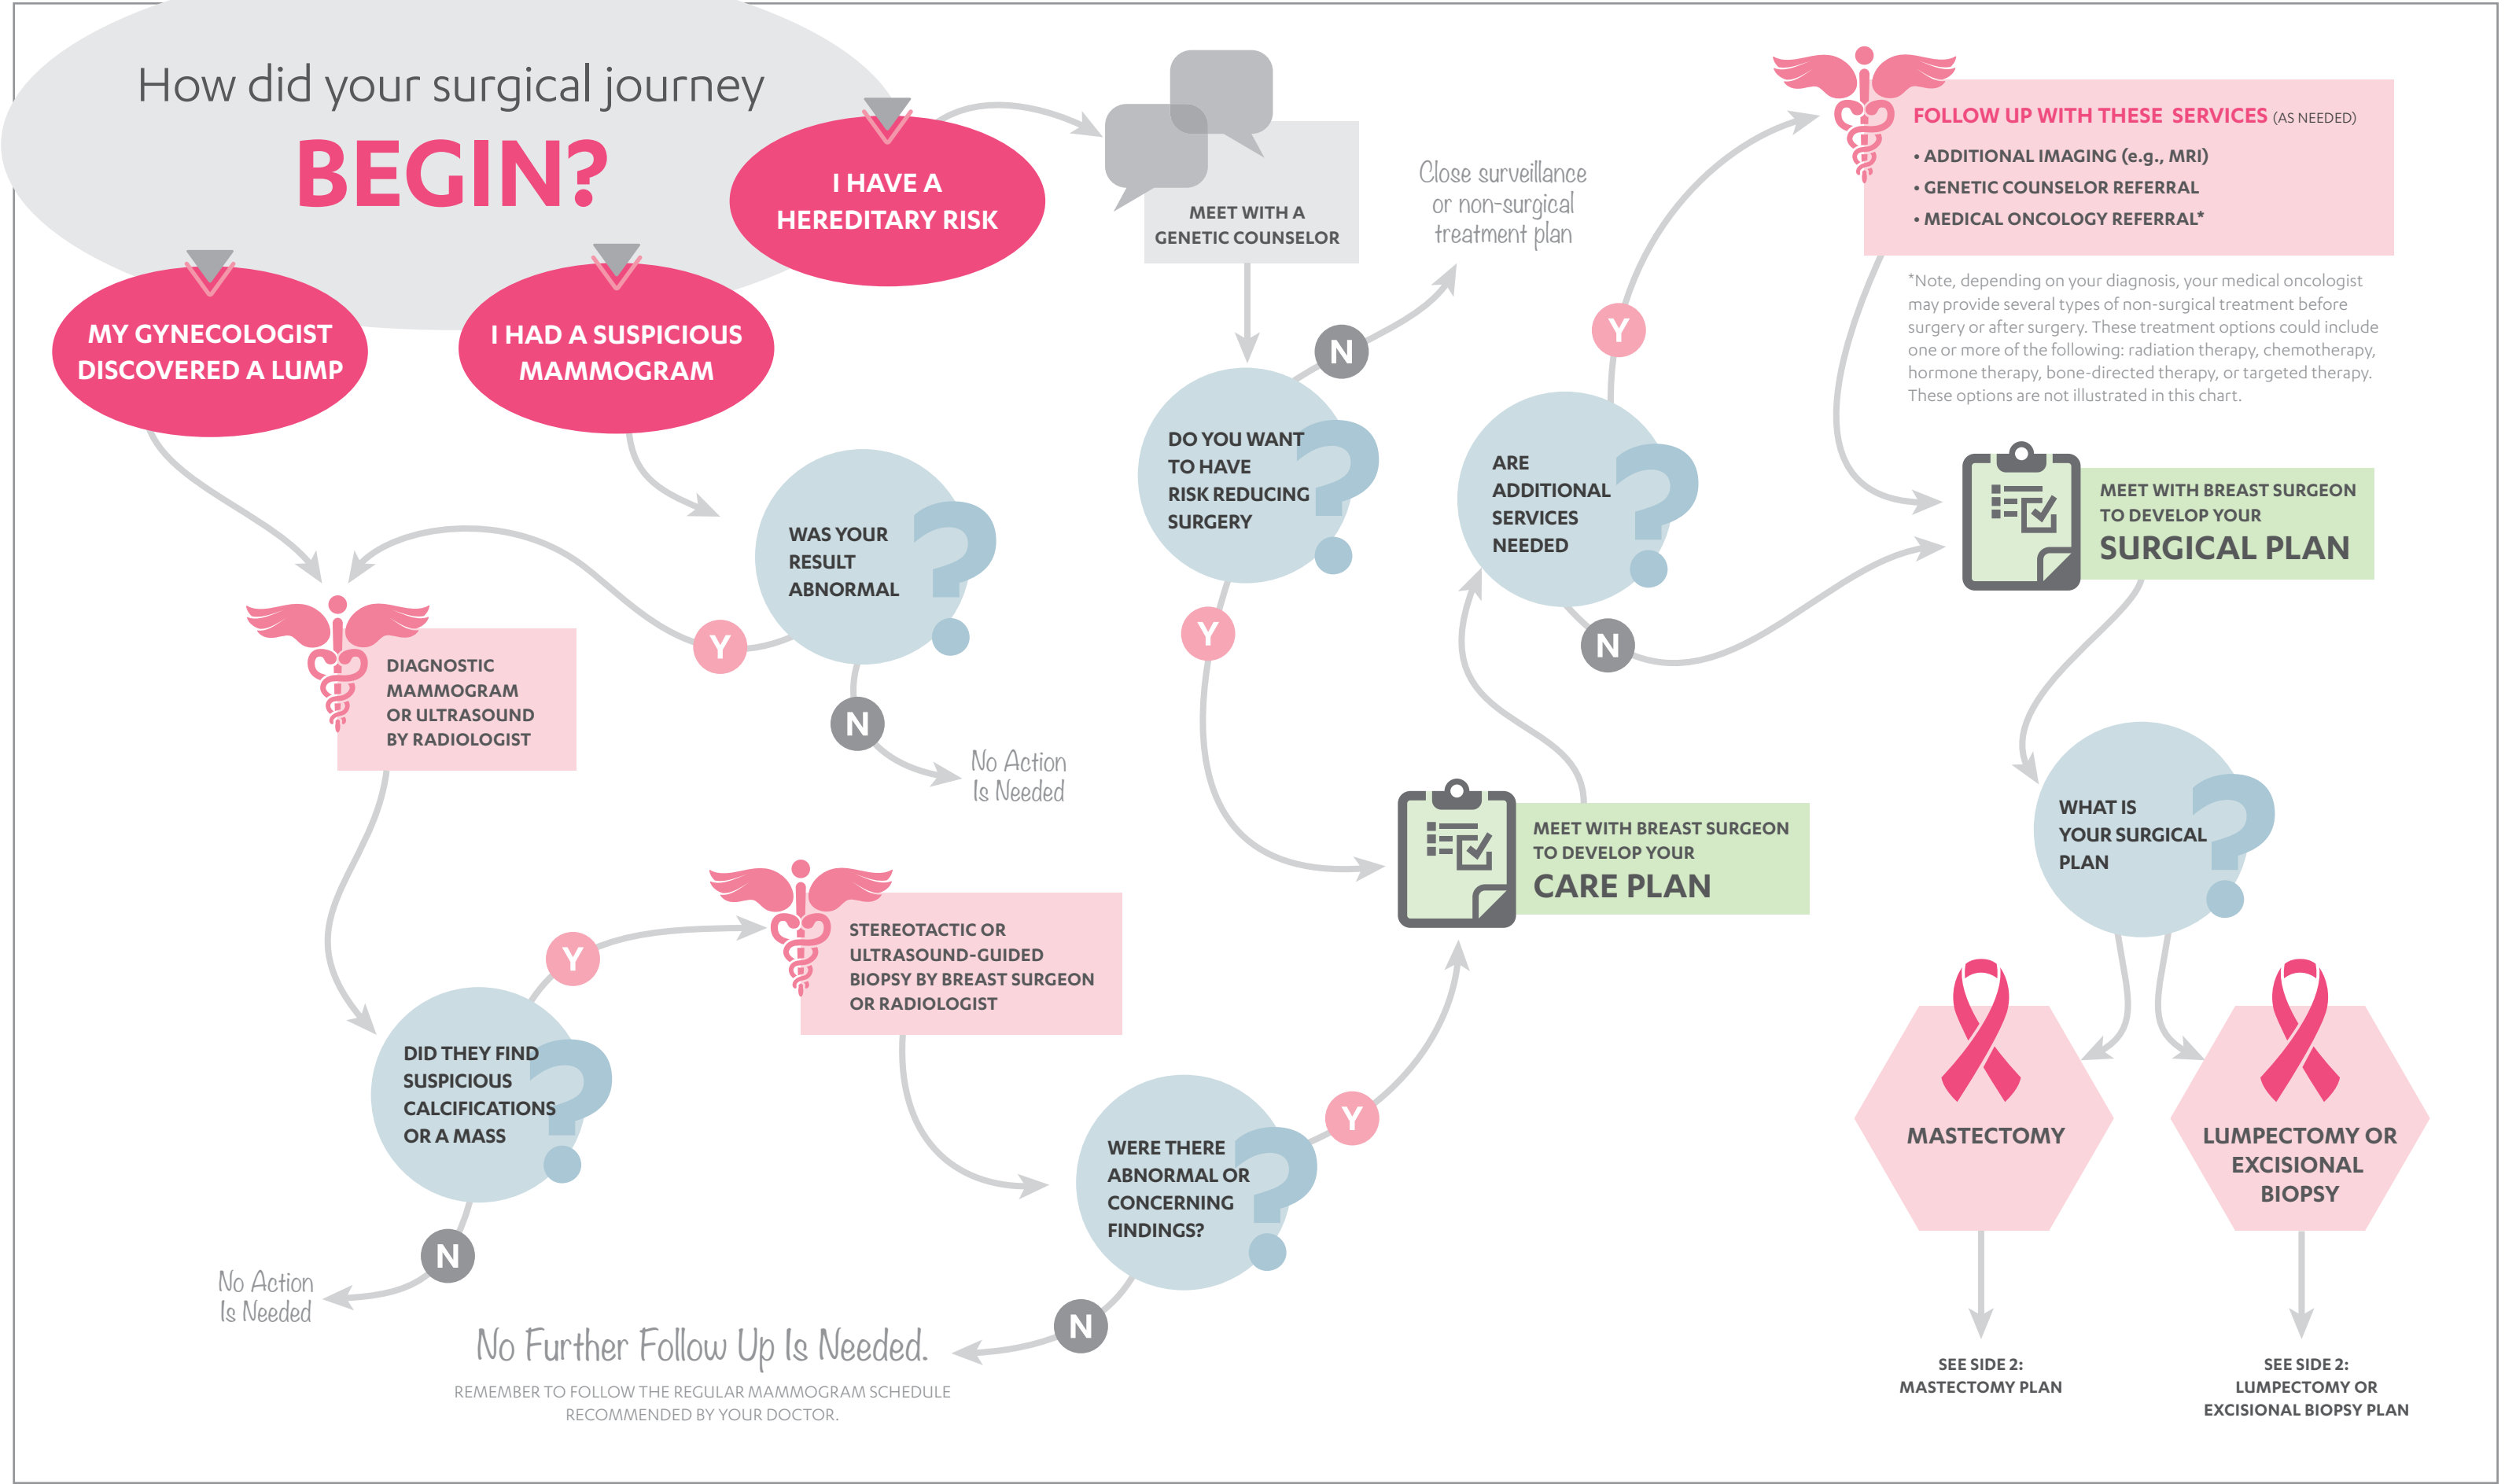 How did your surgical journey
BEGIN?
I HAVE A
HEREDITARY RISK
MY GYNECOLOGIST
DISCOVERED A LUMP
I HAD A SUSPICIOUS
MAMMOGRAM
MEET WITH A
GENETIC COUNSELOR
Close surveillance
or non-surgical
treatment plan
N
DO YOU WANT
TO HAVE
RISK REDUCING
SURGERY
?
Y
WAS YOUR
RESULT
ABNORMAL
?
Y
N
No Action
Is Needed
DIAGNOSTIC
MAMMOGRAM
OR ULTRASOUND
BY RADIOLOGIST
DID THEY FIND
SUSPICIOUS
CALCIFICATIONS
OR A MASS
?
Y
N
No Action
Is Needed
STEREOTACTIC OR
ULTRASOUND-GUIDED
BIOPSY BY BREAST SURGEON
OR RADIOLOGIST
WERE THERE
ABNORMAL OR
CONCERNING
FINDINGS?
?
Y
N
No Further Follow Up Is Needed.
REMEMBER TO FOLLOW THE REGULAR MAMMOGRAM SCHEDULE
RECOMMENDED BY YOUR DOCTOR.
MEET WITH BREAST SURGEON
TO DEVELOP YOUR
CARE PLAN
ARE
ADDITIONAL
SERVICES
NEEDED
?
Y
N
FOLLOW UP WITH THESE SERVICES (AS NEEDED)
• ADDITIONAL IMAGING (e.g., MRI)
• GENETIC COUNSELOR REFERRAL
• MEDICAL ONCOLOGY REFERRAL*
*Note, depending on your diagnosis, your medical oncologist
may provide several types of non-surgical treatment before
surgery or after surgery. These treatment options could include
one or more of the following: radiation therapy, chemotherapy,
hormone therapy, bone-directed therapy, or targeted therapy.
These options are not illustrated in this chart.
MEET WITH BREAST SURGEON
TO DEVELOP YOUR
SURGICAL PLAN
WHAT IS
YOUR SURGICAL
PLAN
?
MASTECTOMY
LUMPECTOMY OR
EXCISIONAL
BIOPSY
SEE SIDE 2:
MASTECTOMY PLAN
SEE SIDE 2:
LUMPECTOMY OR
EXCISIONAL BIOPSY PLAN